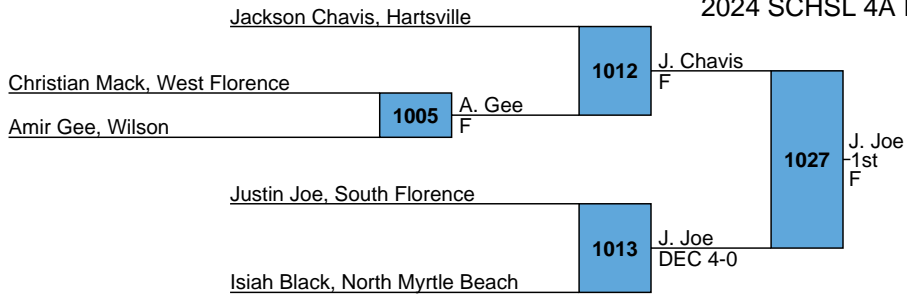 2024 SCHSL 4A
Jackson Chavis, Hartsville
1012
J. Chavis
F
Christian Mack, West Florence
1005
A. Gee
F
Amir Gee, Wilson
1027
J. Joe
1st
F
Justin Joe, South Florence
1013
J. Joe
DEC 4-0
Isiah Black, North Myrtle Beach